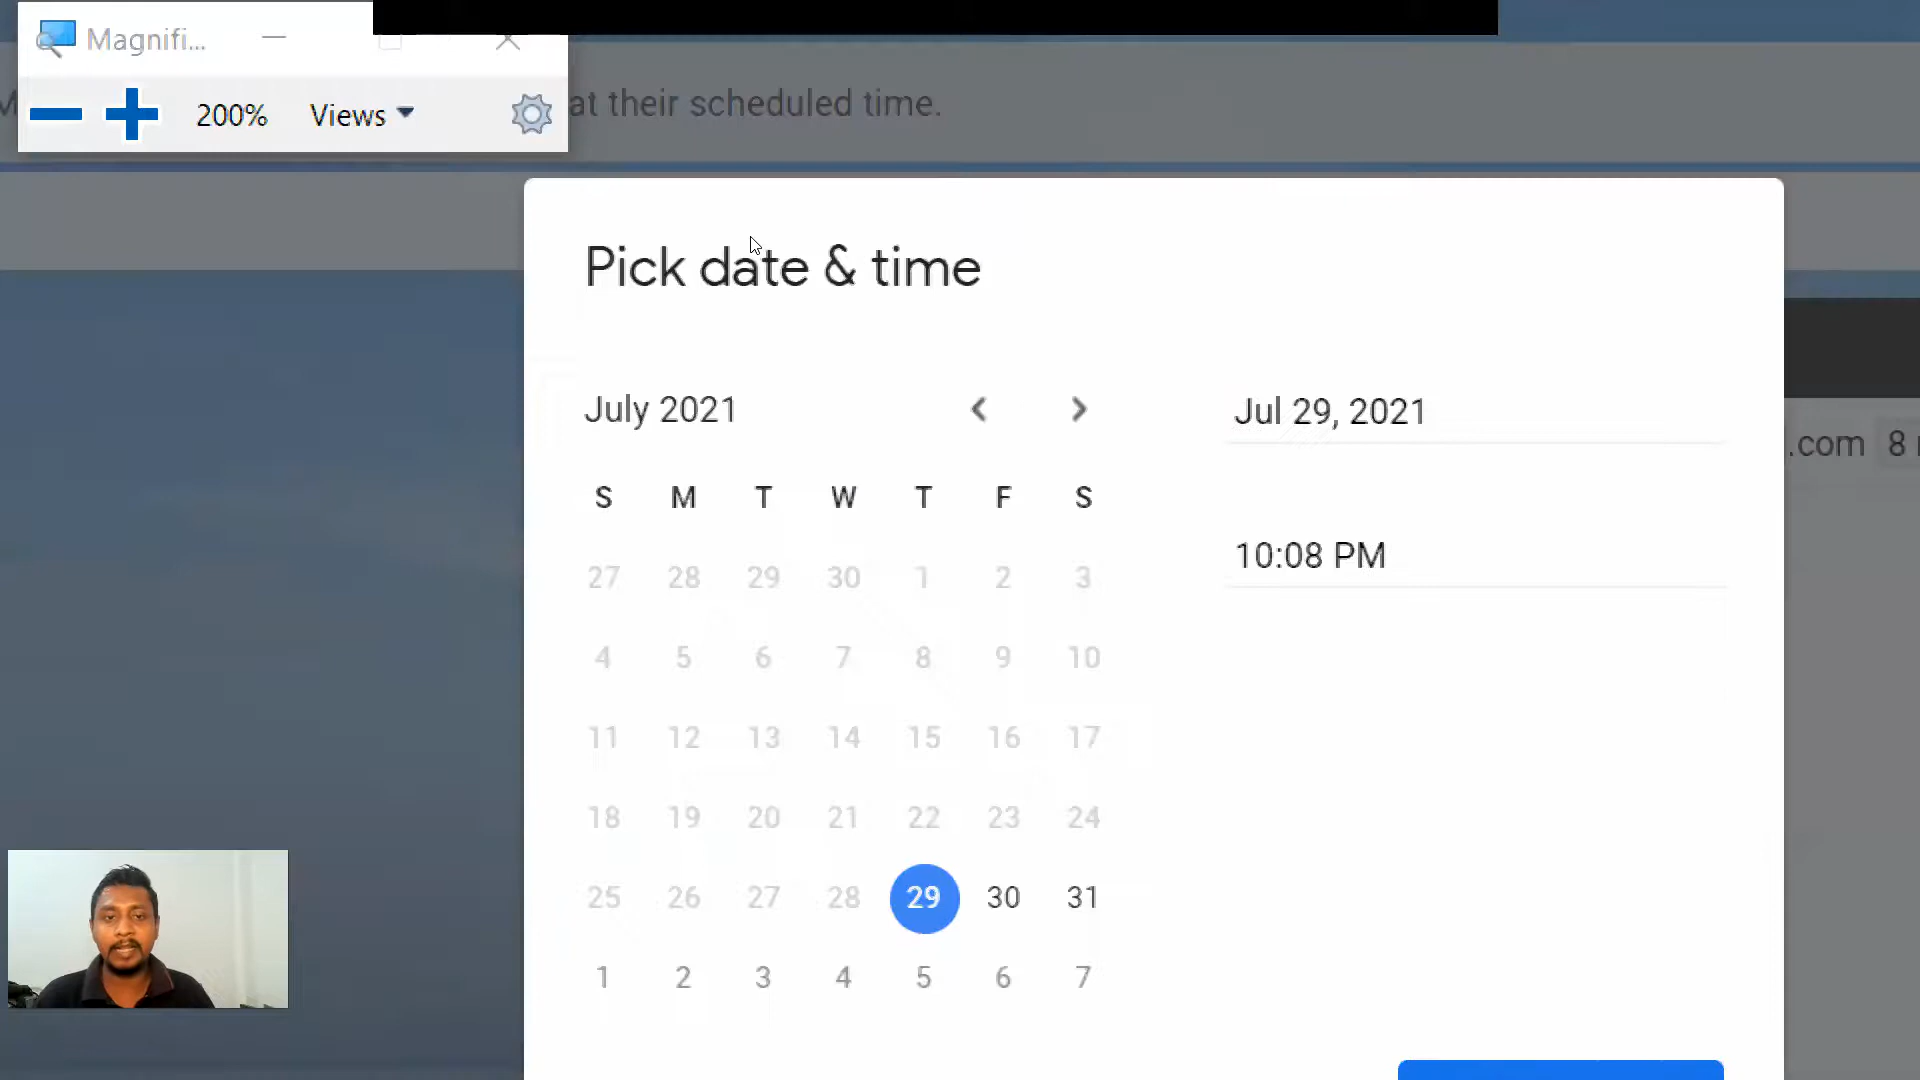 Magnifi...
200% Views
at their scheduled time.
Pick date & time
July 2021
Jul 29, 2021
.com 8
S M T W T F S
10:08 PM
27 28 29 30 1 2 3
4 5 6 7 8 9 10
11 12 13 14 15 16 17
18 19 20 21 22 23 24
25 26 27 28 29 30 31
1 2 3 4 5 6 7